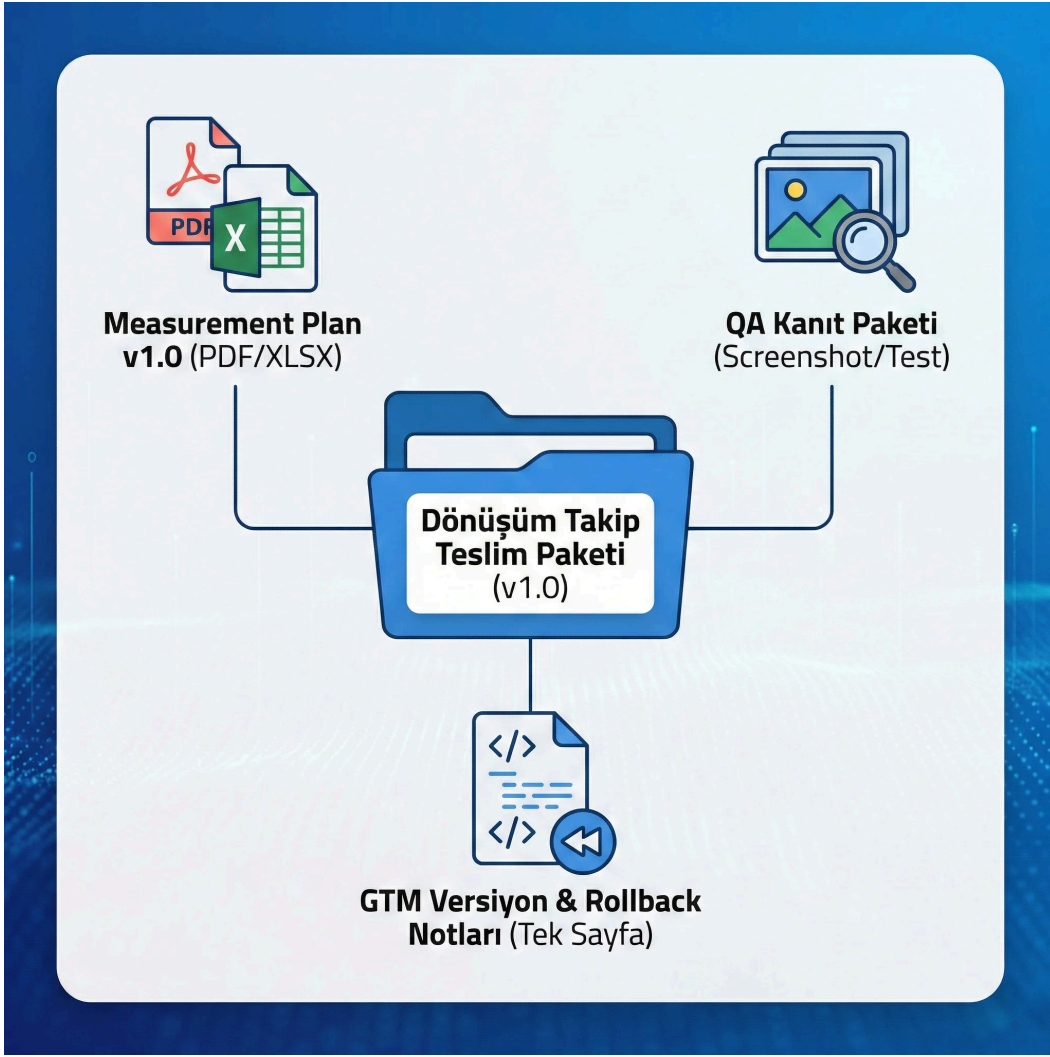 PDF
X
Measurement Plan
v1.0 (PDF/XLSX)
QA Kanıt Paketi
(Screenshot/Test)
Dönüşüm Takip
Teslim Paketi
(v1.0)
</>
</>
GTM Versiyon & Rollback
Notları (Tek Sayfa)